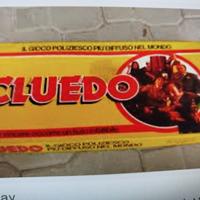 IL GIOCO POLIZIESCO PIÙ DIFFUSO NEL MONDO
CLUEDO
CLUEDO
IL GIOCO POLIZIESCO
PIÙ DIFFUSO NEL MONDO